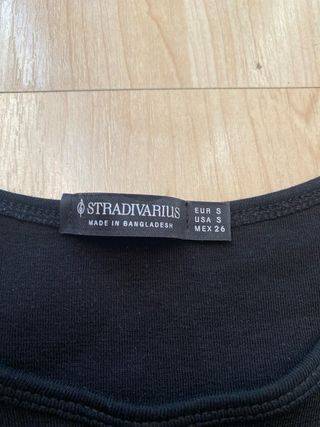 STRADIVARIUS
MADE IN BANGLADESH
EUR S
USA S
MEX 26